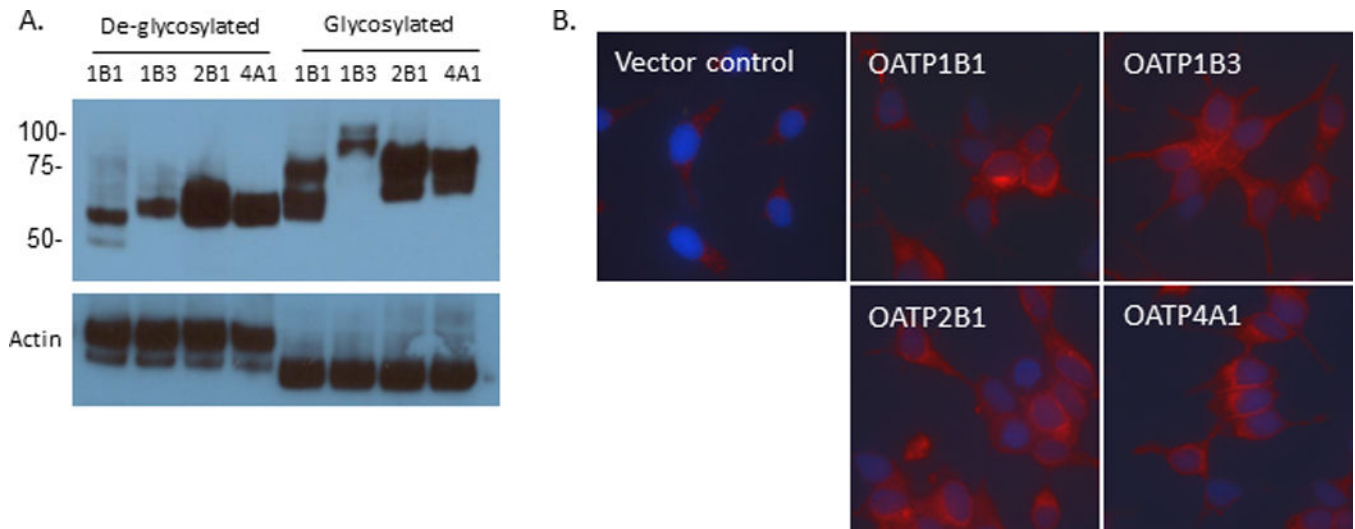 A.
De-glycosylated Glycosylated
1B1 1B3 2B1 4A1 1B1 1B3 2B1 4A1
100-
75-
50-
Actin
B.
Vector control OATP1B1 OATP1B3
OATP2B1 OATP4A1